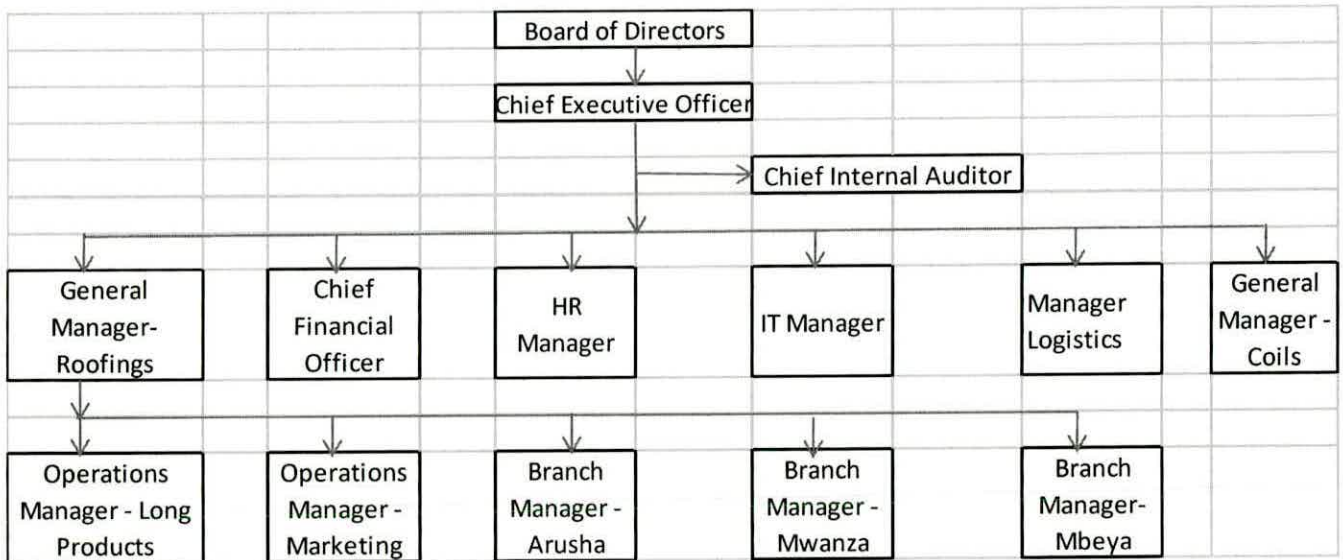 Board of Directors
Chief Executive Officer
Chief Internal Auditor
General
Manager-
Roofings
Chief
Financial
Officer
HR
Manager
IT Manager
Manager
Logistics
General
Manager -
Coils
Operations
Manager - Long
Products
Operations
Manager -
Marketing
Branch
Manager -
Arusha
Branch
Manager -
Mwanza
Branch
Manager-
Mbeya